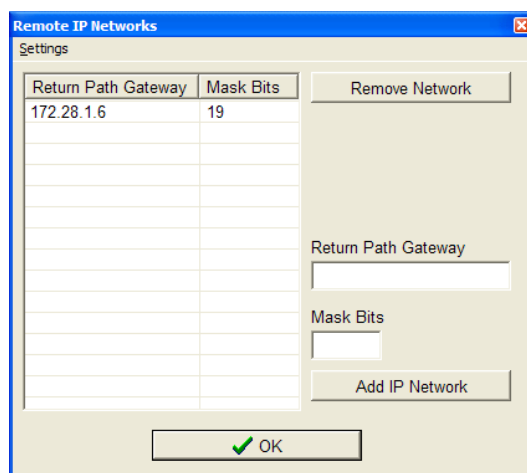 Remote IP Networks
Settings
Return Path Gateway Mask Bits
172.28.1.6 19
Remove Network
Return Path Gateway
Mask Bits
Add IP Network
OK